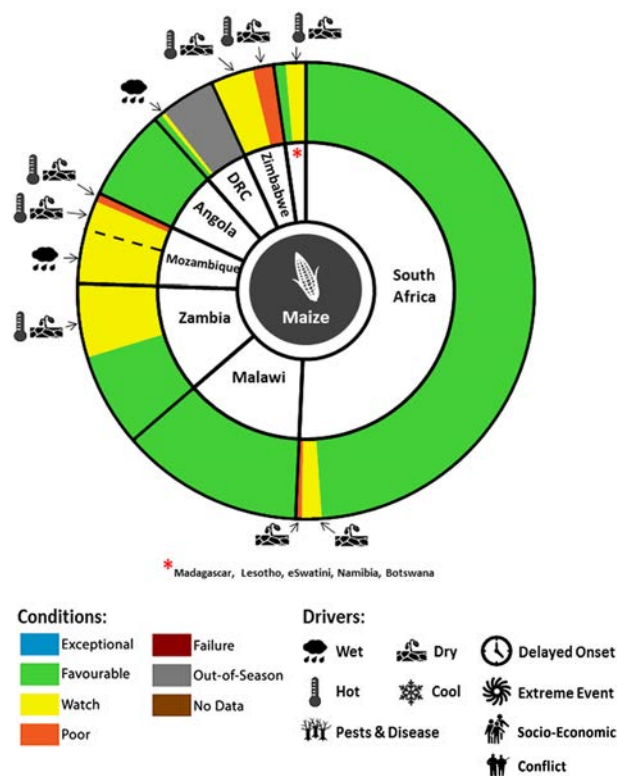 DRC
Zimbabwe
*
Angola
Mozambique
South
Africa
Zambia
Maize
Malawi
*Madagascar, Lesotho, eSwatini, Namibia, Botswana
Conditions:
Exceptional
Failure
Favourable
Out-of-Season
Watch
No Data
Poor
Drivers:
Wet
Dry
Delayed Onset
Hot
Cool
Extreme Event
Pests & Disease
Socio-Economic
Conflict